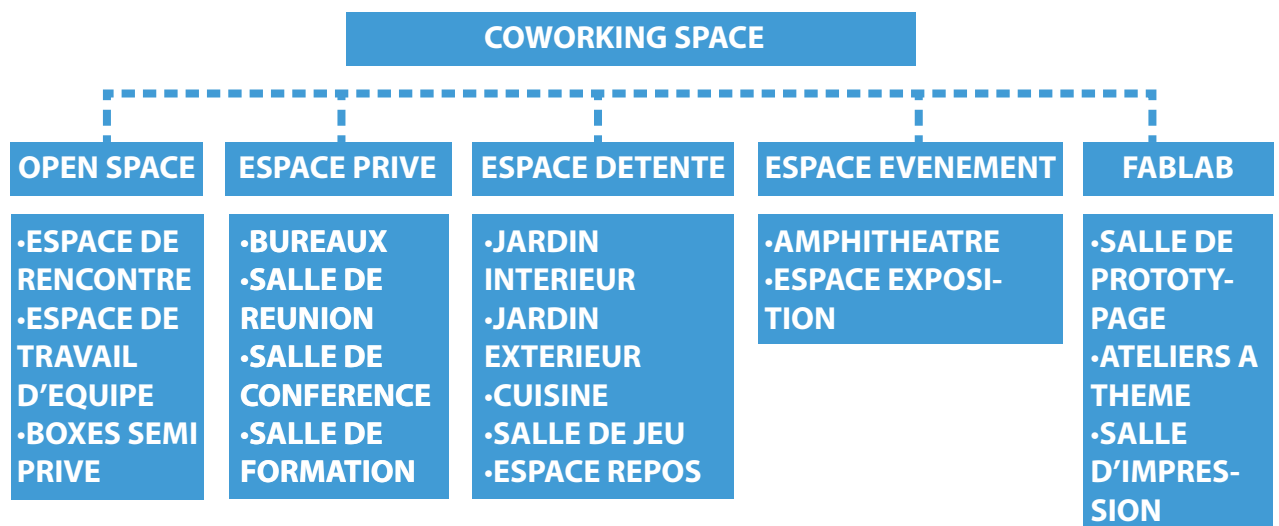 COWORKING SPACE
OPEN SPACE
•ESPACE DE
RENCONTRE
•ESPACE DE
TRAVAIL
D’EQUIPE
•BOXES SEMI
PRIVE
ESPACE PRIVE
•BUREAUX
•SALLE DE
REUNION
•SALLE DE
CONFERENCE
•SALLE DE
FORMATION
ESPACE DETENTE
•JARDIN
INTERIEUR
•JARDIN
EXTERIEUR
•CUISINE
•SALLE DE JEU
•ESPACE REPOS
ESPACE EVENEMENT
•AMPHITHEATRE
•ESPACE EXPOSI-
TION
FABLAB
•SALLE DE
PROTOTY-
PAGE
•ATELIERS A
THEME
•SALLE
D’IMPRES-
SION